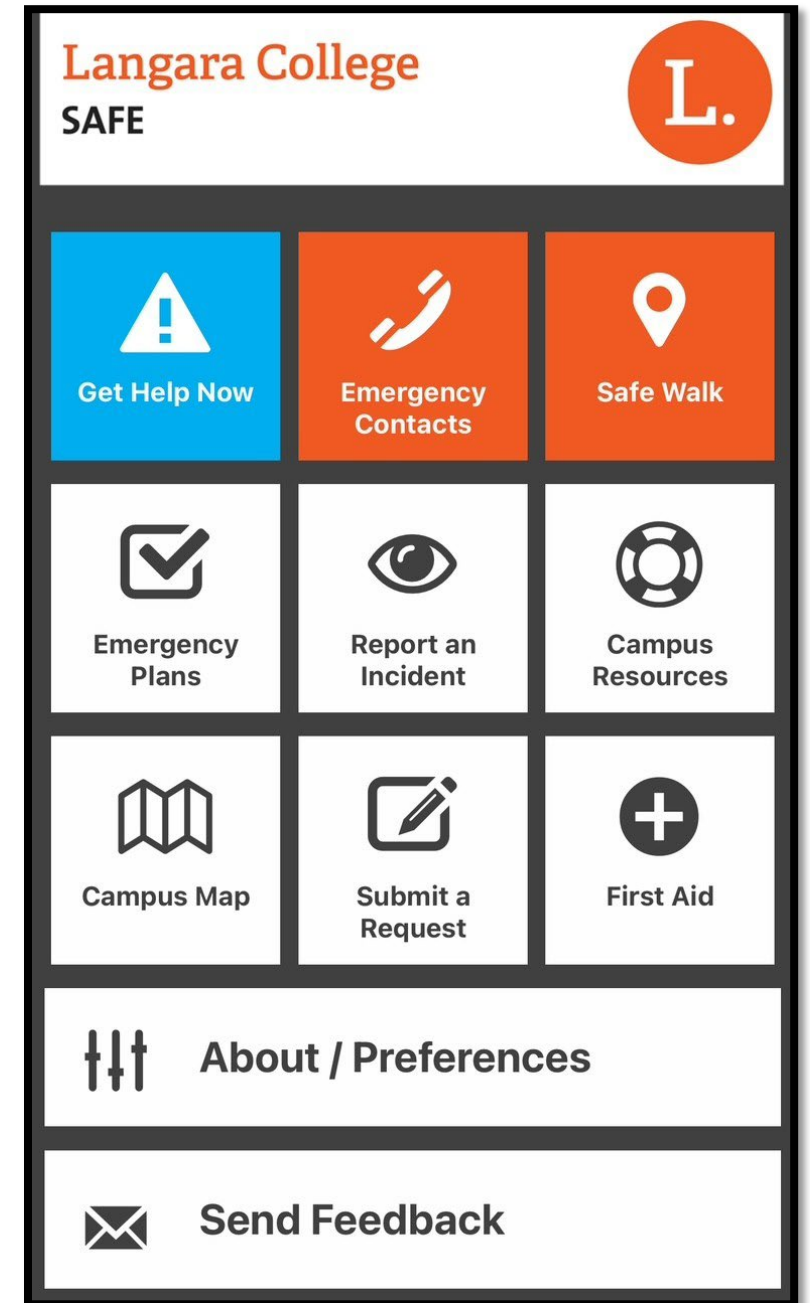 Langara College
SAFE
L.
Get Help Now
Emergency
Contacts
Safe Walk
Emergency
Plans
Report an
Incident
Campus
Resources
Campus Map
Submit a
Request
First Aid
About / Preferences
Send Feedback